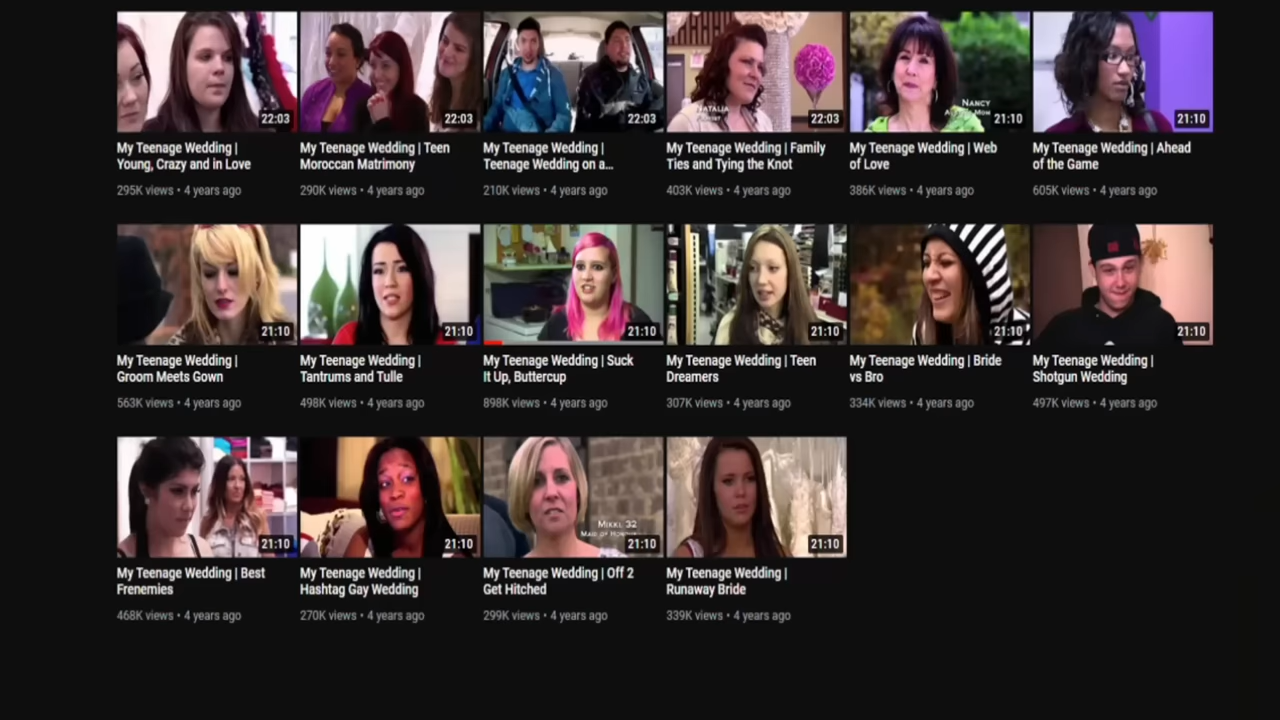 22:03
22:03
22:03
NATALIA
22:03
NANCY
21:10
21:10
My Teenage Wedding |
Young, Crazy and in Love
295K views • 4 years ago
My Teenage Wedding | Teen
Moroccan Matrimony
290K views • 4 years ago
My Teenage Wedding |
Teenage Wedding on a...
210K views • 4 years ago
My Teenage Wedding | Family
Ties and Tying the Knot
403K views • 4 years ago
My Teenage Wedding | Web
of Love
386K views • 4 years ago
My Teenage Wedding | Ahead
of the Game
605K views • 4 years ago
21:10
21:10
21:10
21:10
21:10
21:10
My Teenage Wedding |
Groom Meets Gown
563K views • 4 years ago
My Teenage Wedding |
Tantrums and Tulle
498K views • 4 years ago
My Teenage Wedding | Suck
It Up, Buttercup
898K views • 4 years ago
My Teenage Wedding | Teen
Dreamers
307K views • 4 years ago
My Teenage Wedding | Bride
vs Bro
334K views • 4 years ago
My Teenage Wedding |
Shotgun Wedding
497K views • 4 years ago
21:10
21:10
MIKKI, 32
MAID OF
21:10
21:10
My Teenage Wedding | Best
Frenemies
468K views • 4 years ago
My Teenage Wedding |
Hashtag Gay Wedding
270K views • 4 years ago
My Teenage Wedding | Off 2
Get Hitched
299K views • 4 years ago
My Teenage Wedding |
Runaway Bride
339K views • 4 years ago